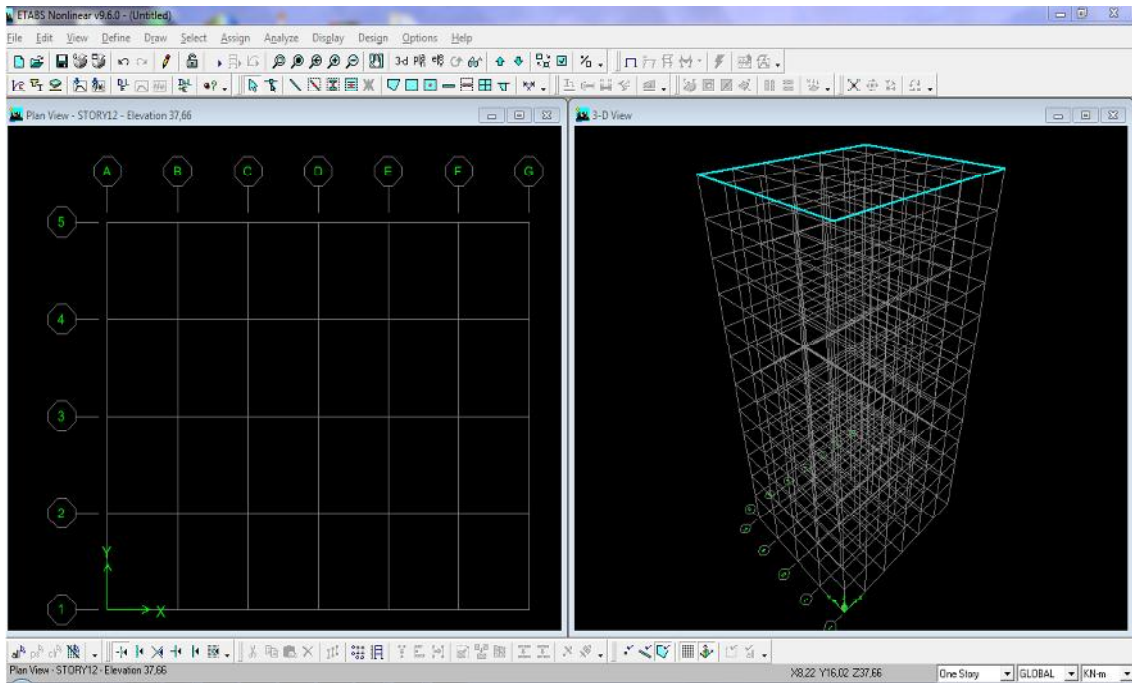 ETABS Nonlinear v9.6.0 - (Untitled)
File Edit View Define Draw Select Assign Analyze Display Design Options Help
3-d
Plan View - STORY12 - Elevation 37,66
3-D View
A B C D E F G
5
4
3
2
1
Y
X
Plan View - STORY12 - Elevation 37,66
X8,22 Y16,02 Z37,66
One Story
GLOBAL
KN-m